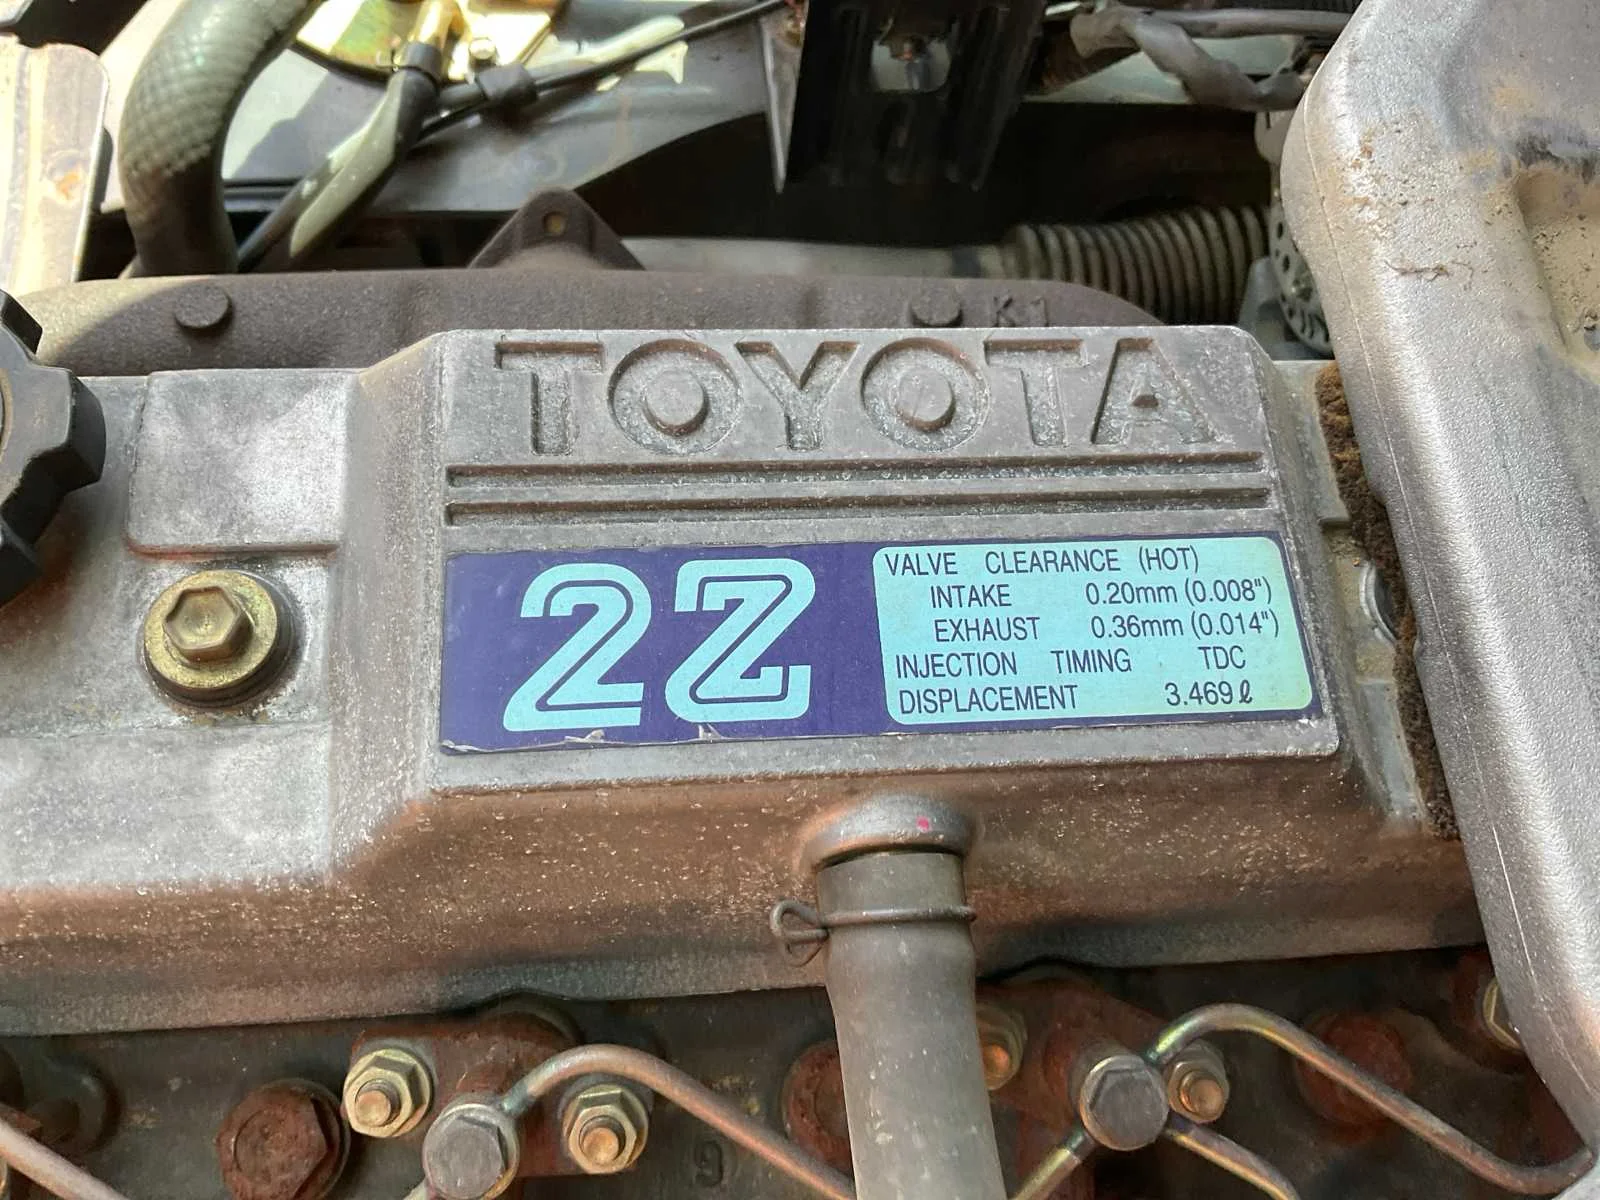 K1
TOYOTA
2Z
VALVE CLEARANCE (HOT)
INTAKE 0.20mm (0.008")
EXHAUST 0.36mm (0.014")
INJECTION TIMING TDC
DISPLACEMENT 3.469ℓ
9